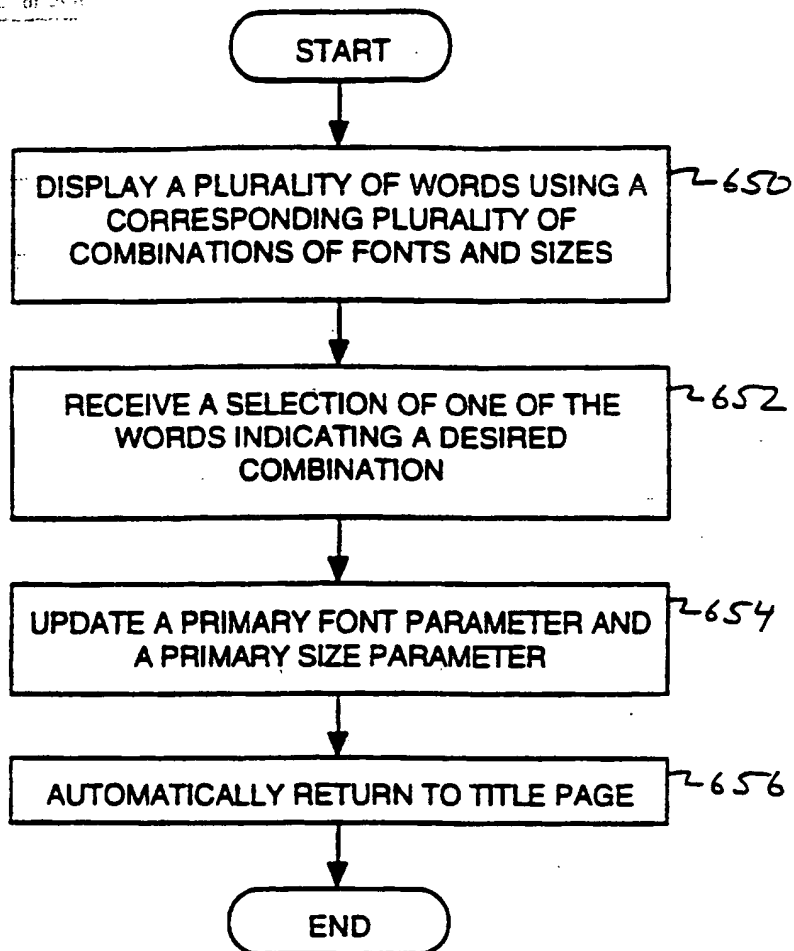 START
DISPLAY A PLURALITY OF WORDS USING A
CORRESPONDING PLURALITY OF
COMBINATIONS OF FONTS AND SIZES
650
RECEIVE A SELECTION OF ONE OF THE
WORDS INDICATING A DESIRED
COMBINATION
652
UPDATE A PRIMARY FONT PARAMETER AND
A PRIMARY SIZE PARAMETER
654
AUTOMATICALLY RETURN TO TITLE PAGE
656
END